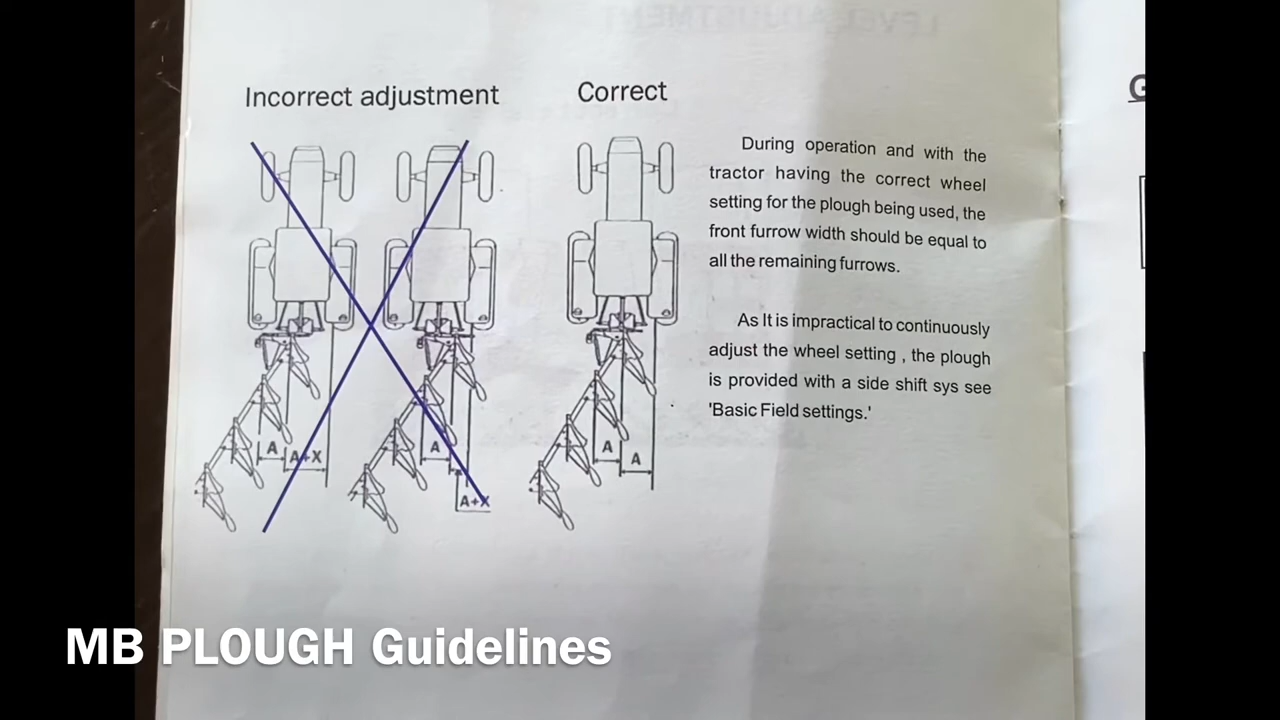 LEVEL ADJUSTMENT
Incorrect adjustment
Correct
During operation and with the
tractor having the correct wheel
setting for the plough being used, the
front furrow width should be equal to
all the remaining furrows.
As It is impractical to continuously
adjust the wheel setting , the plough
is provided with a side shift sys see
'Basic Field settings.'
A
A+X
A
A+X
A
A
G
MB PLOUGH Guidelines